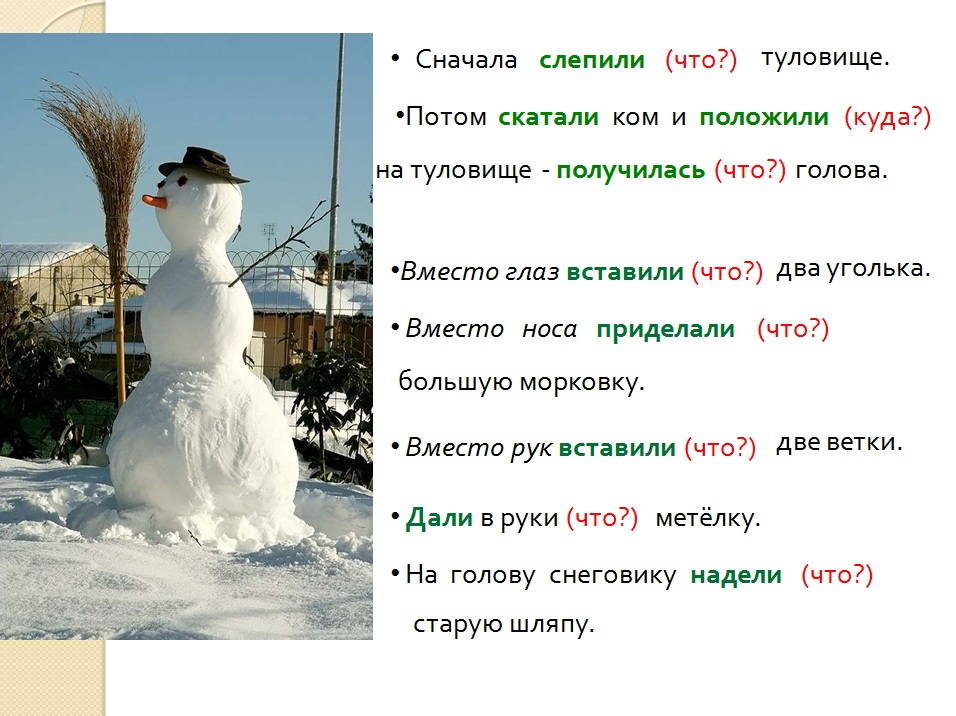 • Сначала слепили (что?) туловище.
•Потом скатали ком и положили (куда?)
на туловище - получилась (что?) голова.
•Вместо глаз вставили (что?) два уголька.
• Вместо носа приделали (что?)
большую морковку.
• Вместо рук вставили (что?) две ветки.
• Дали в руки (что?) метёлку.
• На голову снеговику надели (что?)
старую шляпу.